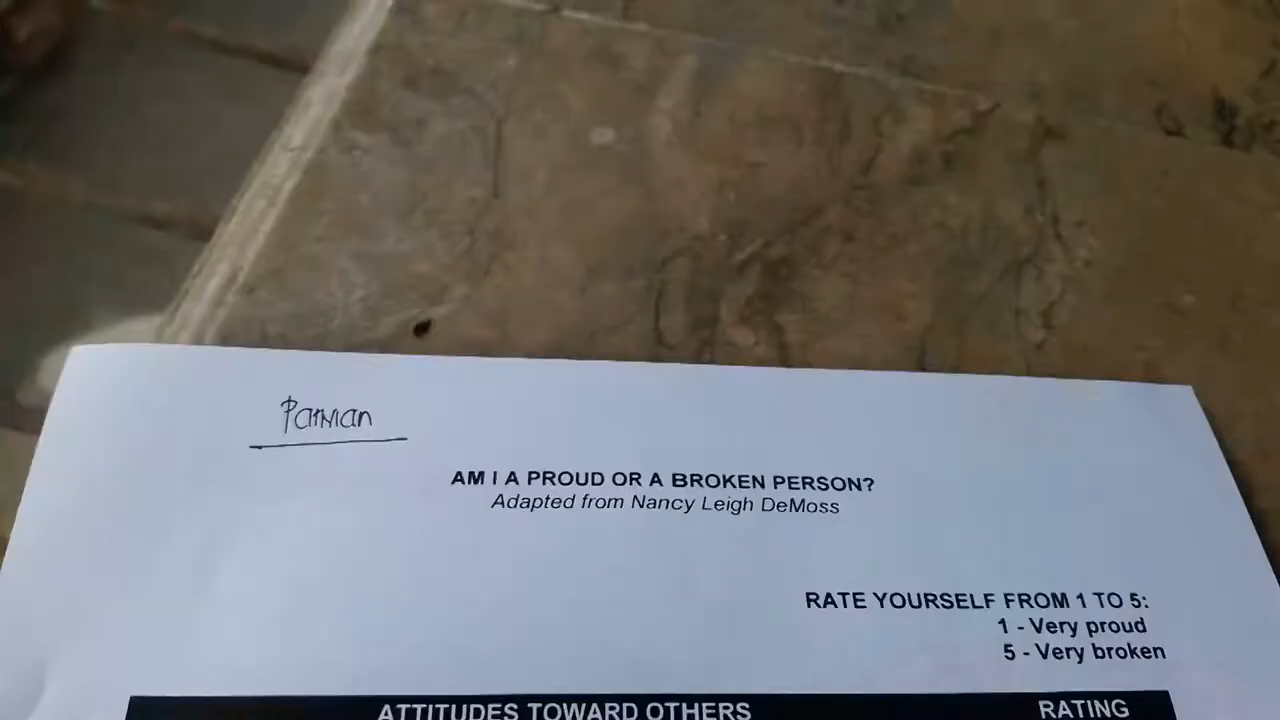 Parvian
AM I A PROUD OR A BROKEN PERSON?
Adapted from Nancy Leigh DeMoss
RATE YOURSELF FROM 1 TO 5:
1 - Very proud
5 - Very broken
ATTITUDES TOWARD OTHERS RATING